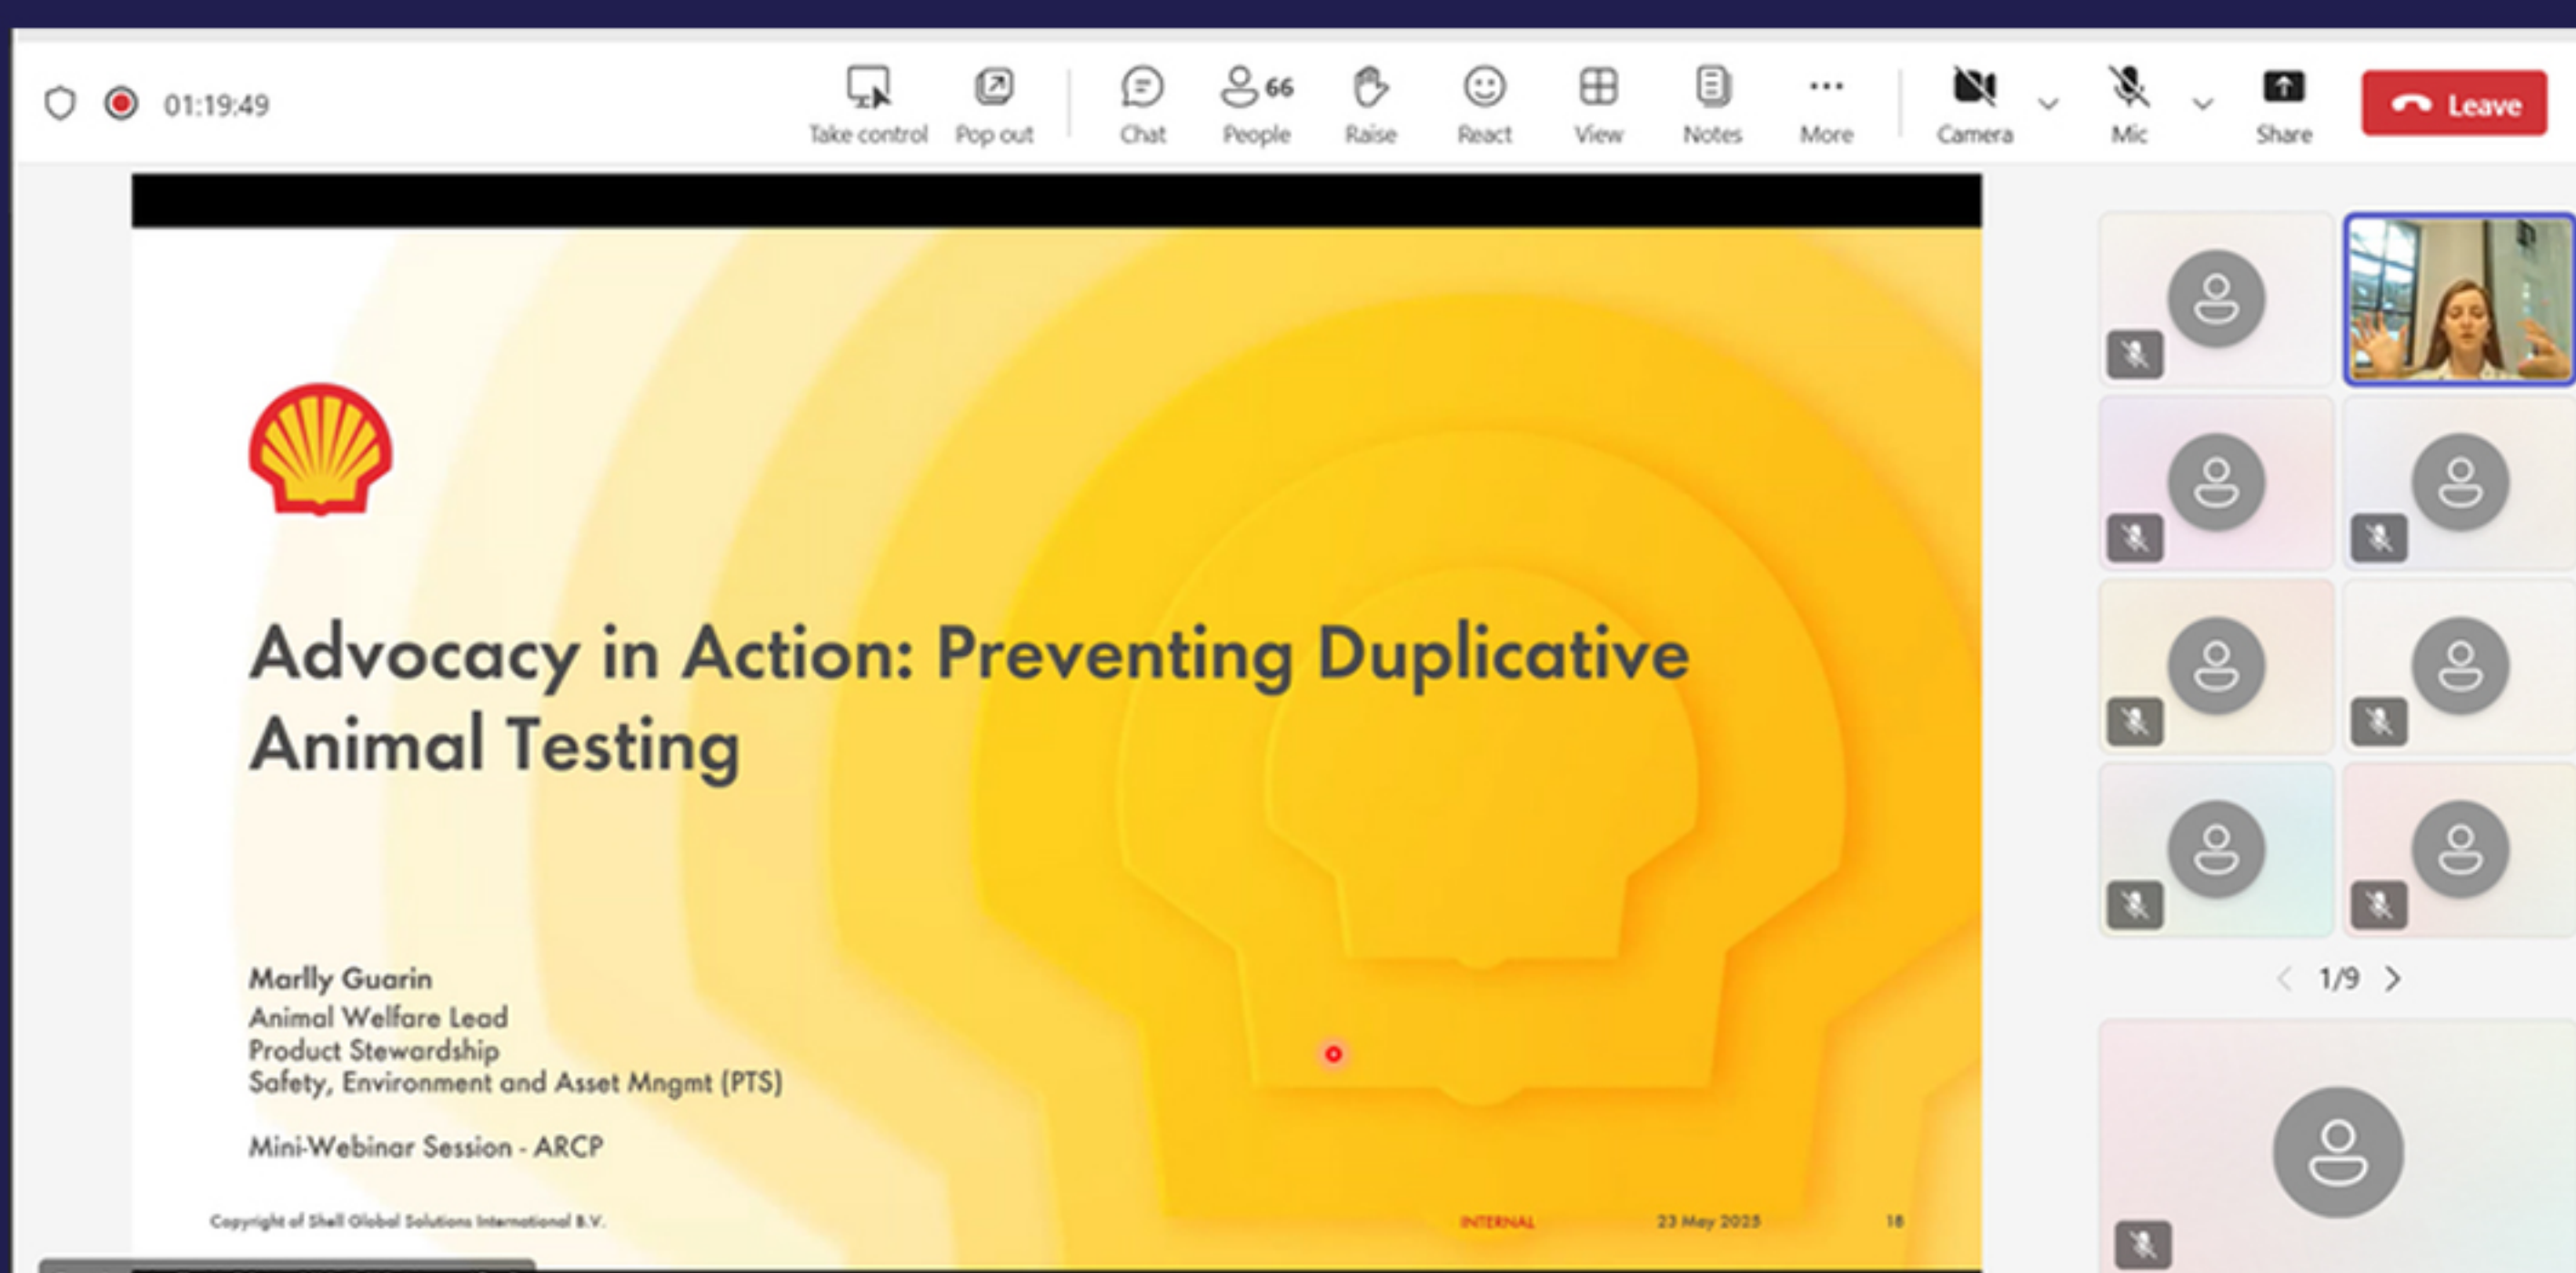 01:19:49
Take control
Pop out
Chat
66
People
Raise
React
View
Notes
More
Camera
Mic
Share
Leave
Advocacy in Action: Preventing Duplicative
Animal Testing
Marlly Guarin
Animal Welfare Lead
Product Stewardship
Safety, Environment and Asset Mngmt (PTS)
Mini-Webinar Session - ARCP
Copyright of Shell Global Solutions International B.V.
INTERNAL
23 May 2025
18
1/9